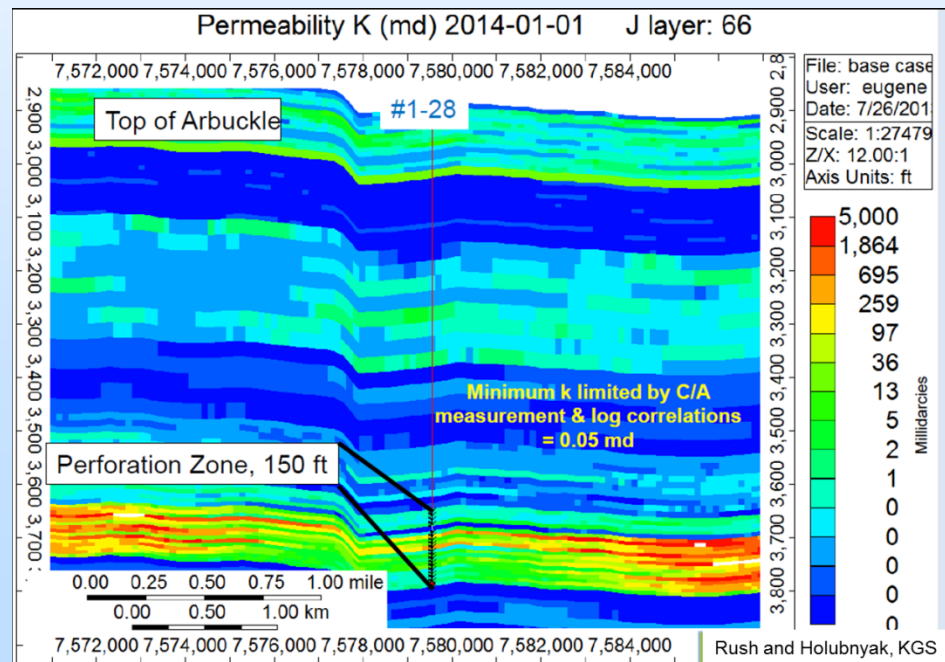 Permeability K (md) 2014-01-01 J layer: 66
7,572,000 7,574,000 7,576,000 7,578,000 7,580,000 7,582,000 7,584,000
File: base case
User: eugene
Date: 7/26/201
Scale: 1:27479
Z/X: 12.00:1
Axis Units: ft
#1-28
Top of Arbuckle
2,900
3,000
3,100
3,200
3,300
3,400
3,500
3,600
3,700
2,8
2,900
3,000
3,100
3,200
3,300
3,400
3,500
3,600
3,700
3,800
5,000
1,864
695
259
97
36
13
5
2
1
0
0
0
0
0
Millidarcies
Minimum k limited by C/A
measurement & log correlations
= 0.05 md
Perforation Zone, 150 ft
0.00 0.25 0.50 0.75 1.00 mile
0.00 0.50 1.00 km
7,572,000 7,574,000 7,576,000 7,578,000 7,580,000 7,582,000 7,584,000
Rush and Holubnyak, KGS